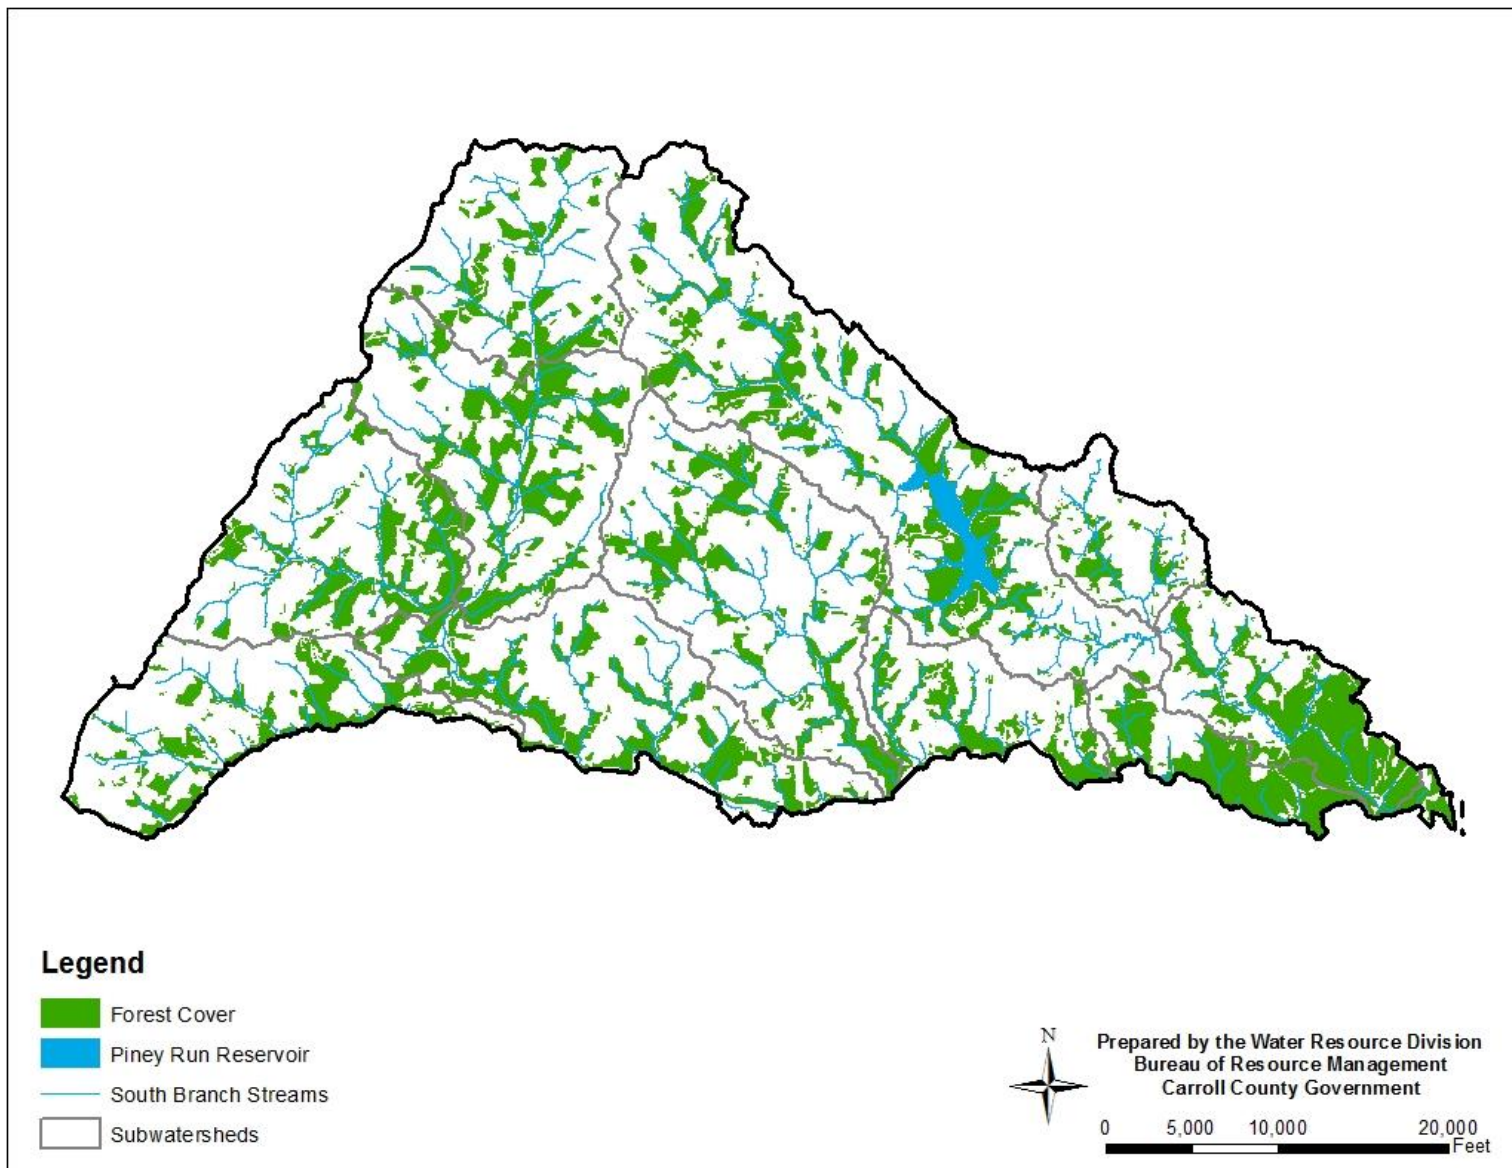 Legend
Forest Cover
Piney Run Reservoir
South Branch Streams
Subwatersheds
N
Prepared by the Water Resource Division
Bureau of Resource Management
Carroll County Government
0 5,000 10,000 20,000
Feet